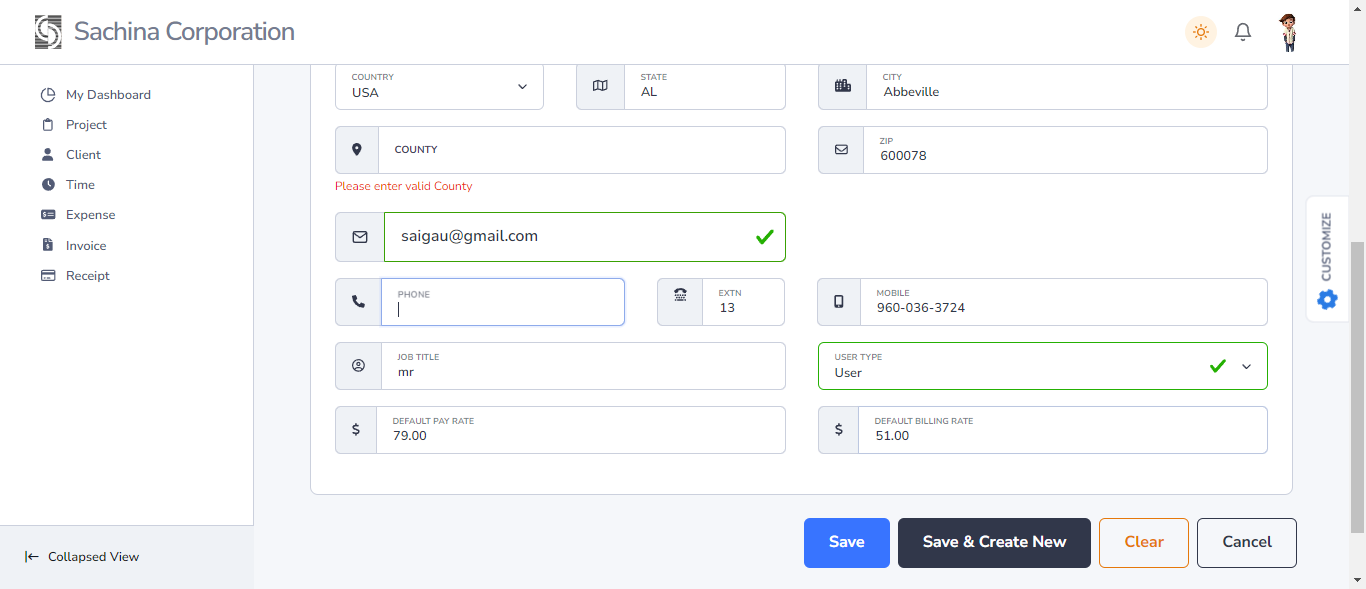 Sachina Corporation
My Dashboard
Project
Client
Time
Expense
Invoice
Receipt
Collapsed View
COUNTRY
USA
STATE
AL
CITY
Abbeville
COUNTY
ZIP
600078
Please enter valid County
saigau@gmail.com
PHONE
EXTN
13
MOBILE
960-036-3724
JOB TITLE
mr
USER TYPE
User
DEFAULT PAY RATE
$ 79.00
DEFAULT BILLING RATE
$ 51.00
Save
Save & Create New
Clear
Cancel
CUSTOMIZE